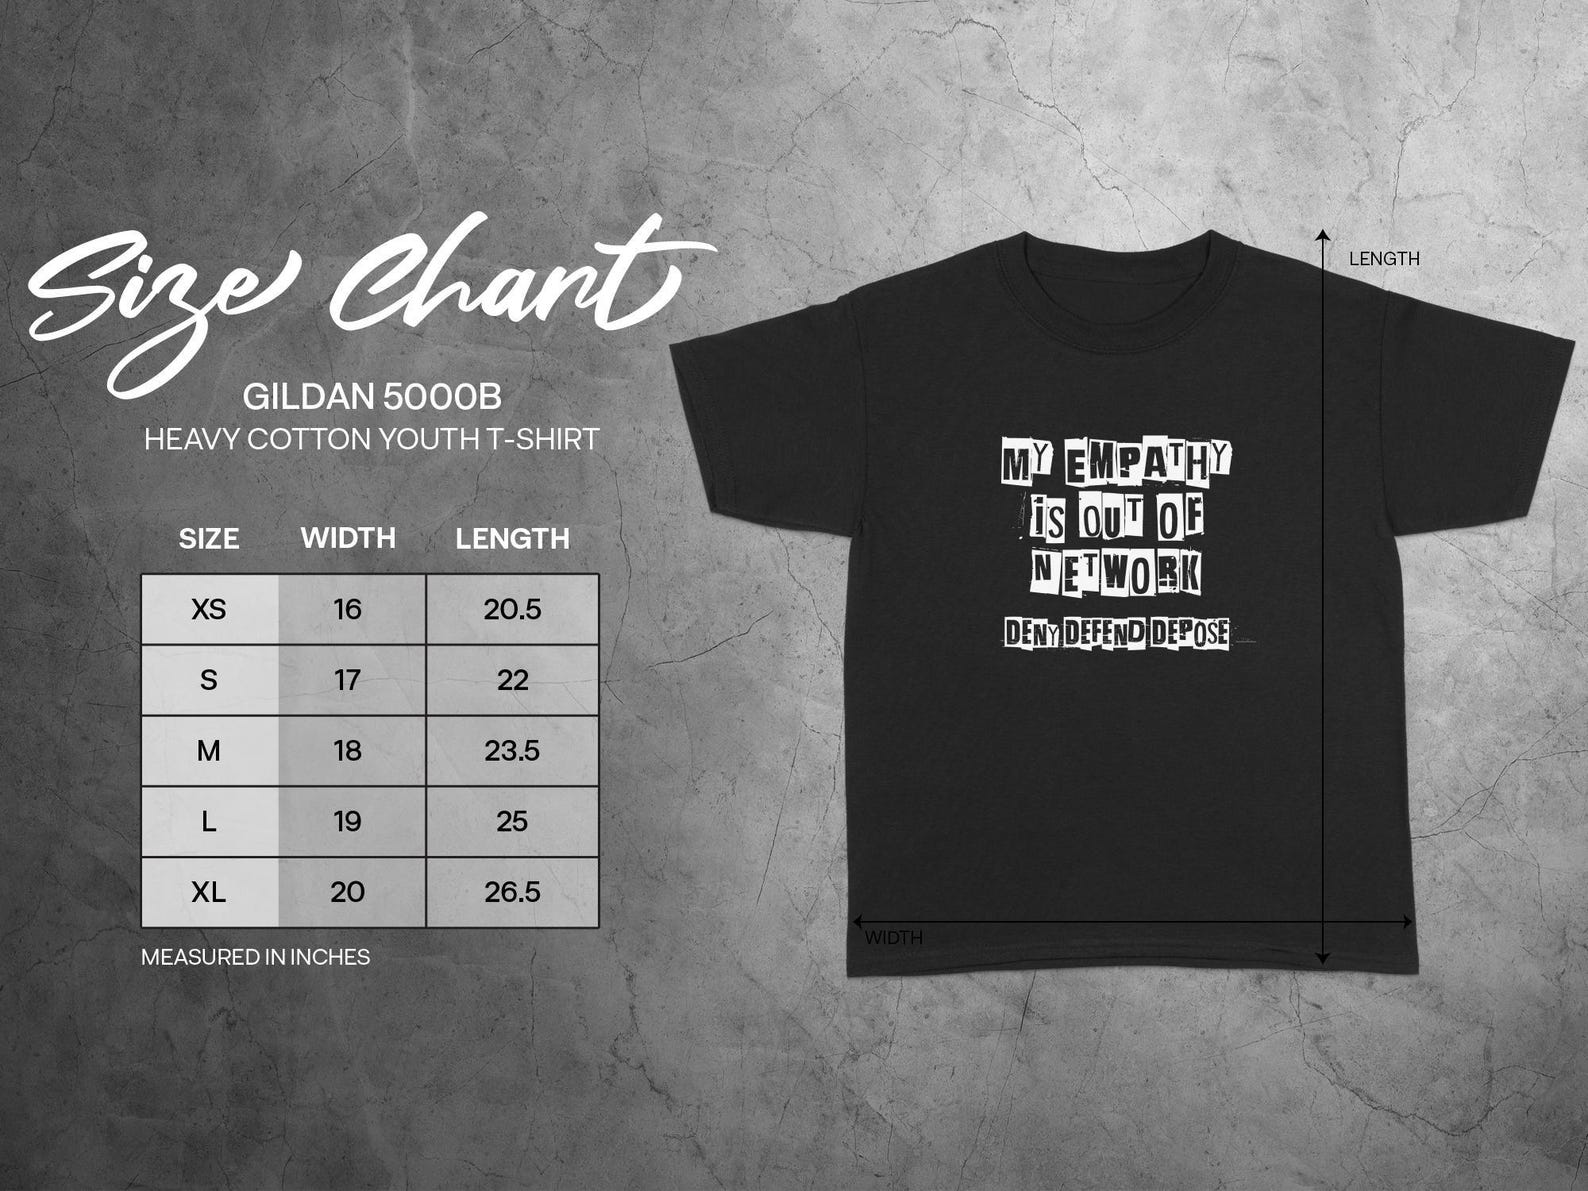 Size Chart
GILDAN 5000B
HEAVY COTTON YOUTH T-SHIRT
SIZE WIDTH LENGTH
XS 16 20.5
S 17 22
M 18 23.5
L 19 25
XL 20 26.5
MEASURED IN INCHES
LENGTH
MY EMPATHY
iS OUT OF
NETWORK
DENY DEFEND DEPOSE
WIDTH